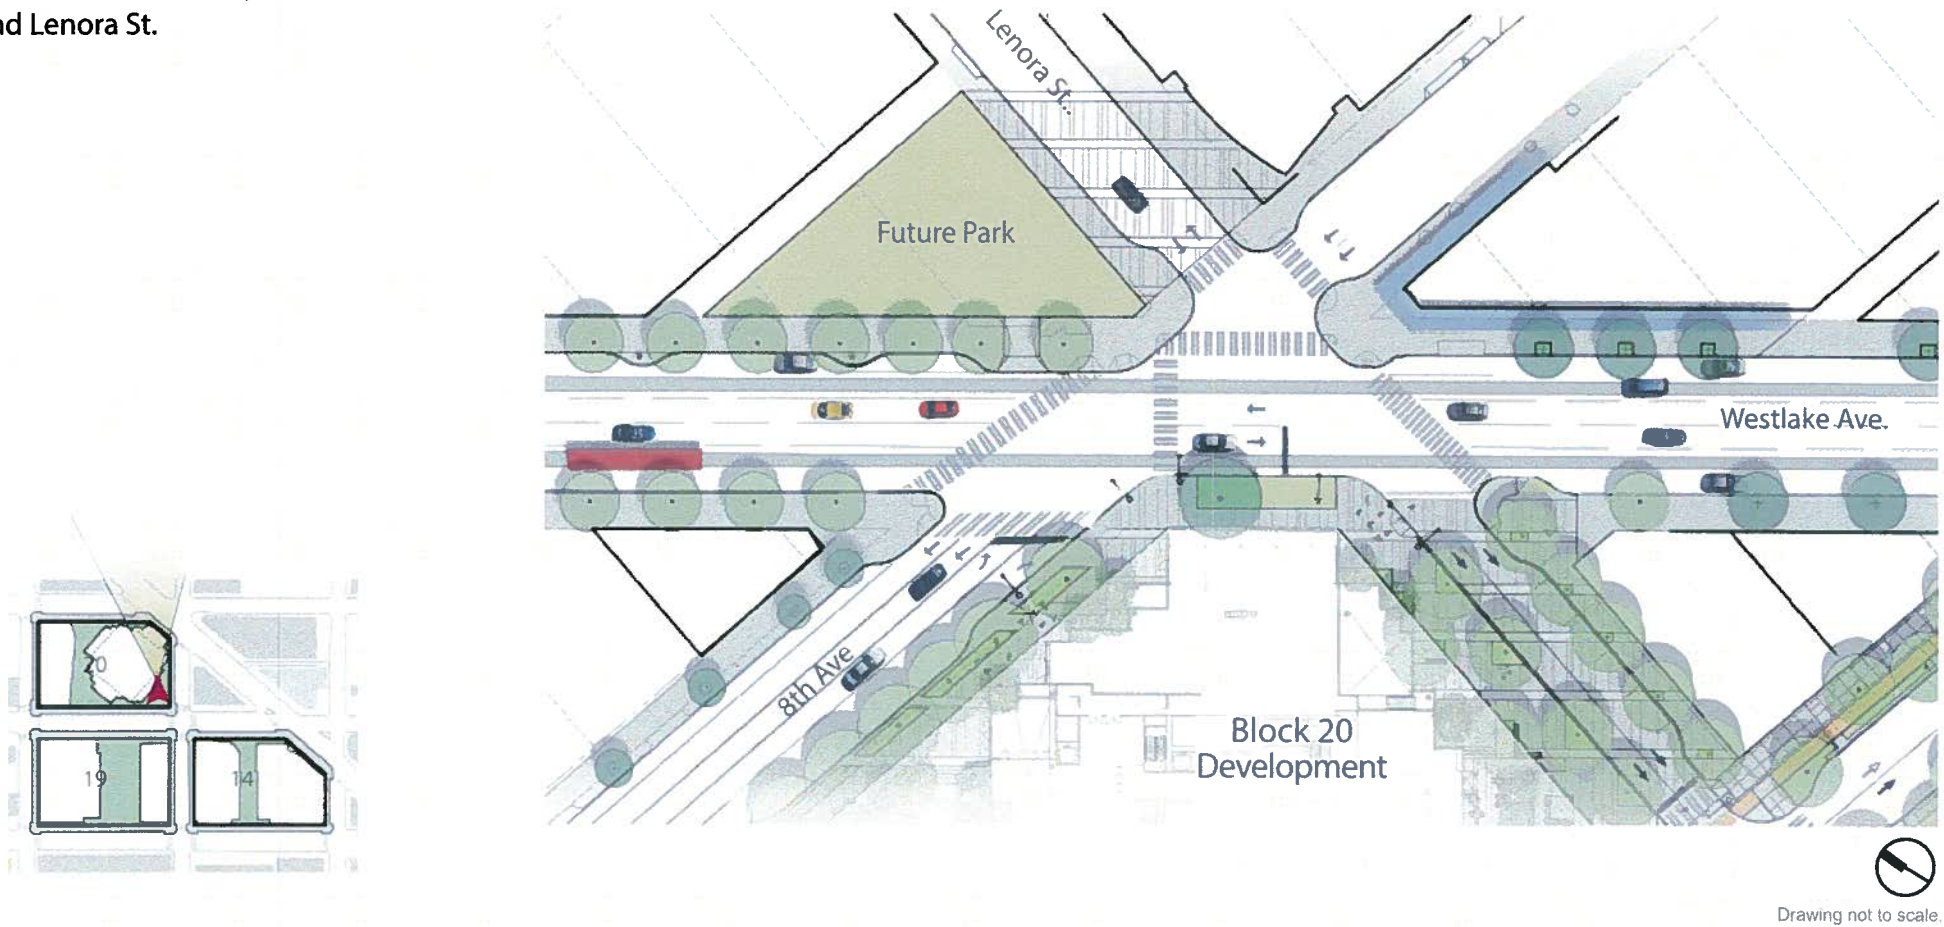 ad Lenora St.
Lenora St..
Future Park
Westlake Ave.
8th Ave
Block 20
Development
20
19
14
Drawing not to scale.